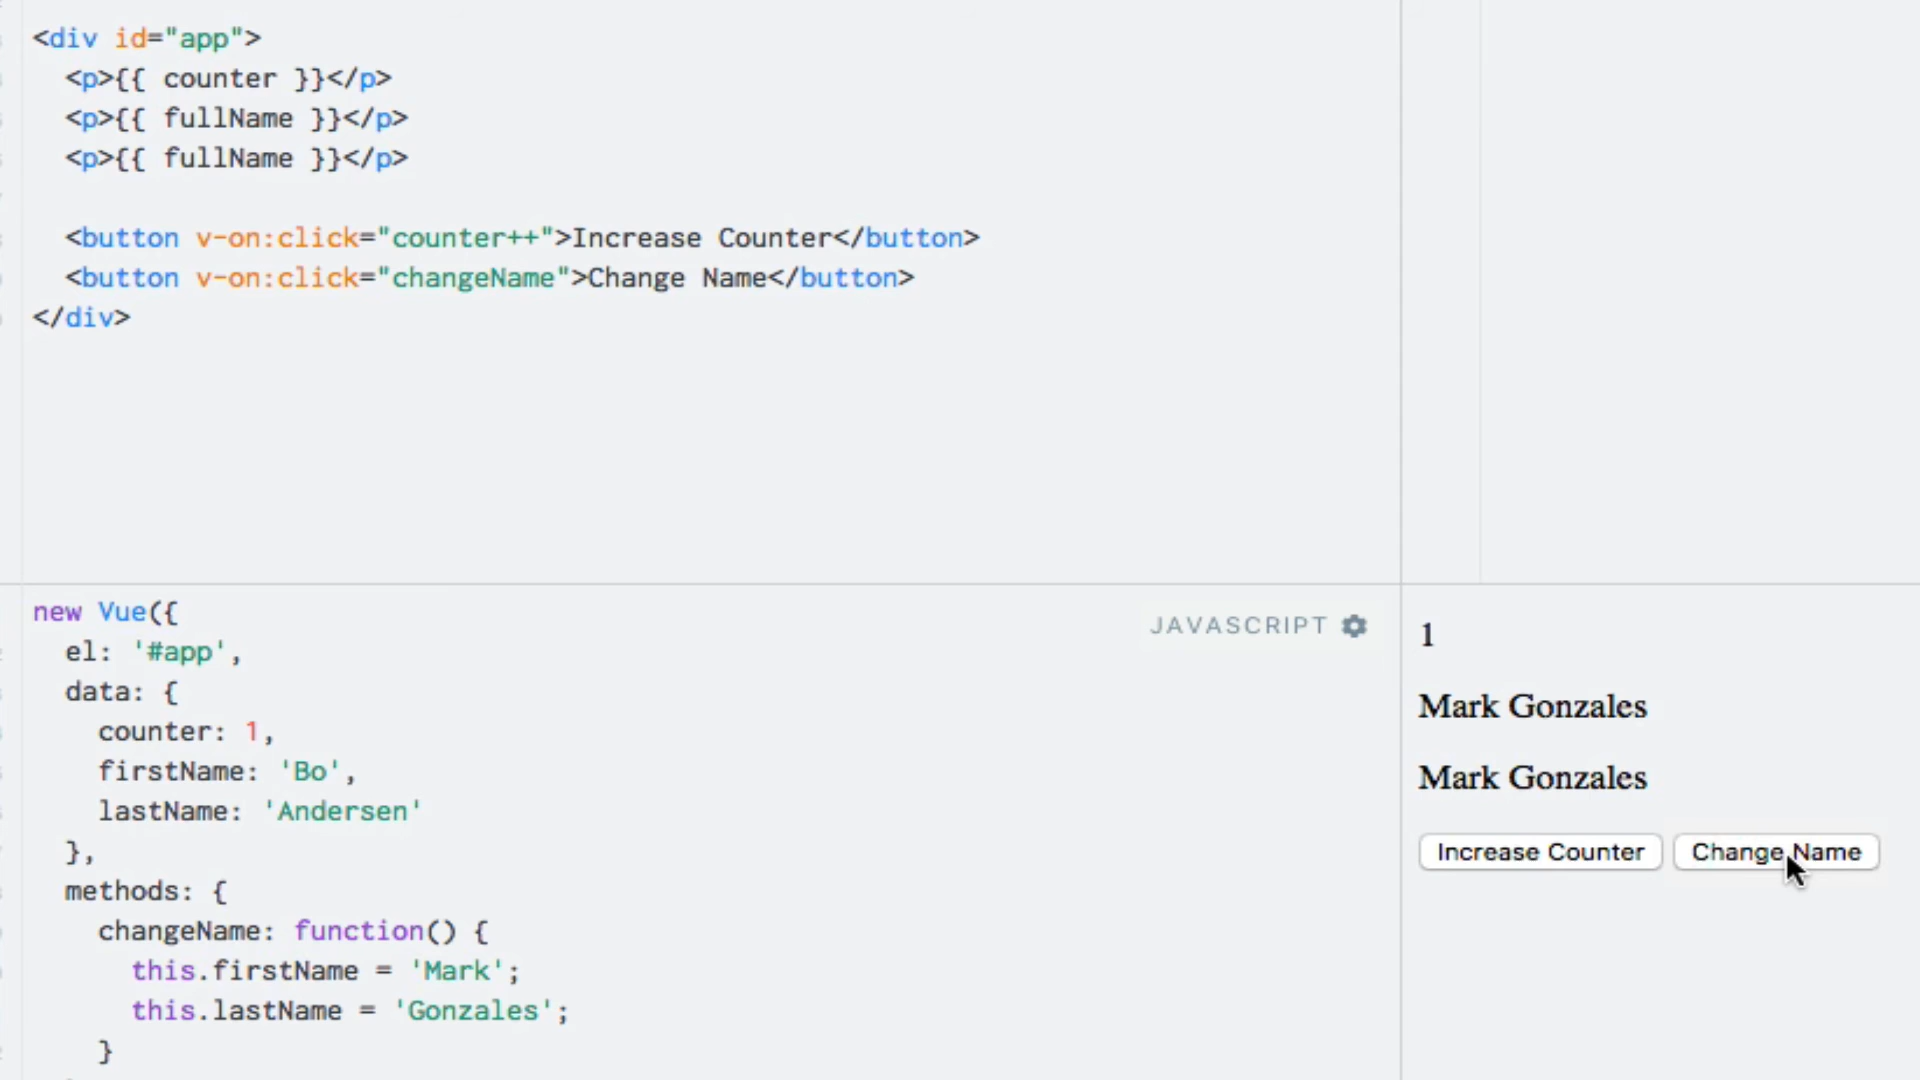 <div id="app">
<p>{{ counter }}</p>
<p>{{ fullName }}</p>
<p>{{ fullName }}</p>
<button v-on:click="counter++">Increase Counter</button>
<button v-on:click="changeName">Change Name</button>
</div>
new Vue({
el: '#app',
data: {
counter: 1,
firstName: 'Bo',
lastName: 'Andersen'
},
methods: {
changeName: function() {
this.firstName = 'Mark';
this.lastName = 'Gonzales';
}
JAVASCRIPT
1
Mark Gonzales
Mark Gonzales
Increase Counter Change Name